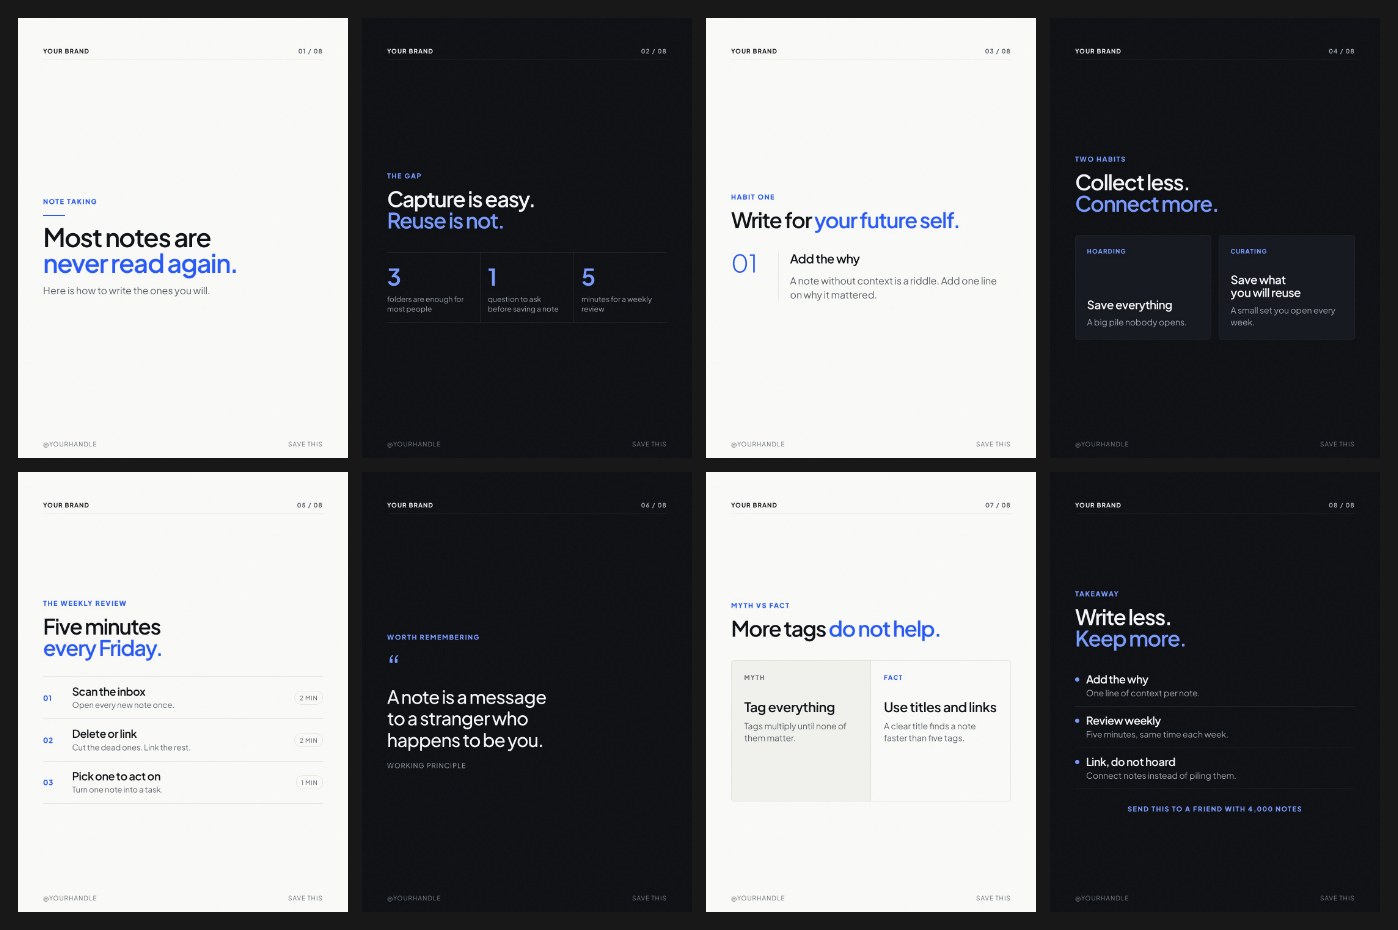 YOUR BRAND 01 / 08
NOTE TAKING
Most notes are
never read again.
Here is how to write the ones you will.
@YOURHANDLE SAVE THIS
YOUR BRAND 02 / 08
THE GAP
Capture is easy.
Reuse is not.
3
folders are enough for
most people
1
question to ask
before saving a note
5
minutes for a weekly
review
@YOURHANDLE SAVE THIS
YOUR BRAND 03 / 08
HABIT ONE
Write for your future self.
01
Add the why
A note without context is a riddle. Add one line
on why it mattered.
@YOURHANDLE SAVE THIS
YOUR BRAND 04 / 08
TWO HABITS
Collect less.
Connect more.
HOARDING
Save everything
A big pile nobody opens.
CURATING
Save what
you will reuse
A small set you open every
week.
@YOURHANDLE SAVE THIS
YOUR BRAND 05 / 08
THE WEEKLY REVIEW
Five minutes
every Friday.
01 Scan the inbox 2 MIN
Open every new note once.
02 Delete or link 2 MIN
Cut the dead ones. Link the rest.
03 Pick one to act on 1 MIN
Turn one note into a task.
@YOURHANDLE SAVE THIS
YOUR BRAND 06 / 08
WORTH REMEMBERING
“
A note is a message
to a stranger who
happens to be you.
WORKING PRINCIPLE
@YOURHANDLE SAVE THIS
YOUR BRAND 07 / 08
MYTH VS FACT
More tags do not help.
MYTH
Tag everything
Tags multiply until none of
them matter.
FACT
Use titles and links
A clear title finds a note
faster than five tags.
@YOURHANDLE SAVE THIS
YOUR BRAND 08 / 08
TAKEAWAY
Write less.
Keep more.
Add the why
One line of context per note.
Review weekly
Five minutes, same time each week.
Link, do not hoard
Connect notes instead of piling them.
SEND THIS TO A FRIEND WITH 4,000 NOTES
@YOURHANDLE SAVE THIS